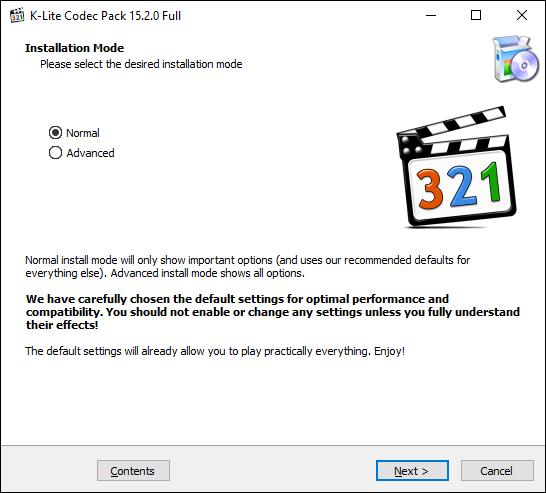 K-Lite Codec Pack 15.2.0 Full
Installation Mode
Please select the desired installation mode
Normal
Advanced
321
Normal install mode will only show important options (and uses our recommended defaults for
everything else). Advanced install mode shows all options.
We have carefully chosen the default settings for optimal performance and
compatibility. You should not enable or change any settings unless you fully understand
their effects!
The default settings will already allow you to play practically everything. Enjoy!
Contents
Next >
Cancel